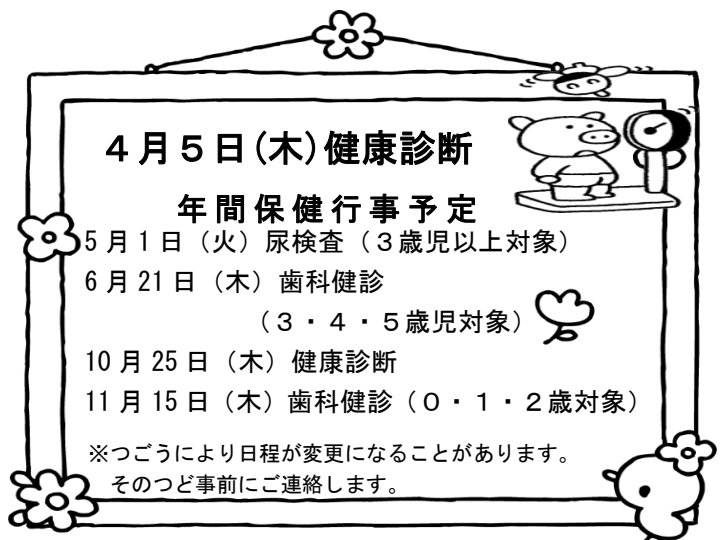 ４月５日(木)健康診断
年間保健行事予定
5月1日（火）尿検査（３歳児以上対象）
6月21日（木）歯科健診
（３・４・５歳児対象）
10月25日（木）健康診断
11月15日（木）歯科健診（０・１・２歳対象）
※つごうにより日程が変更になることがあります。
そのつど事前にご連絡します。